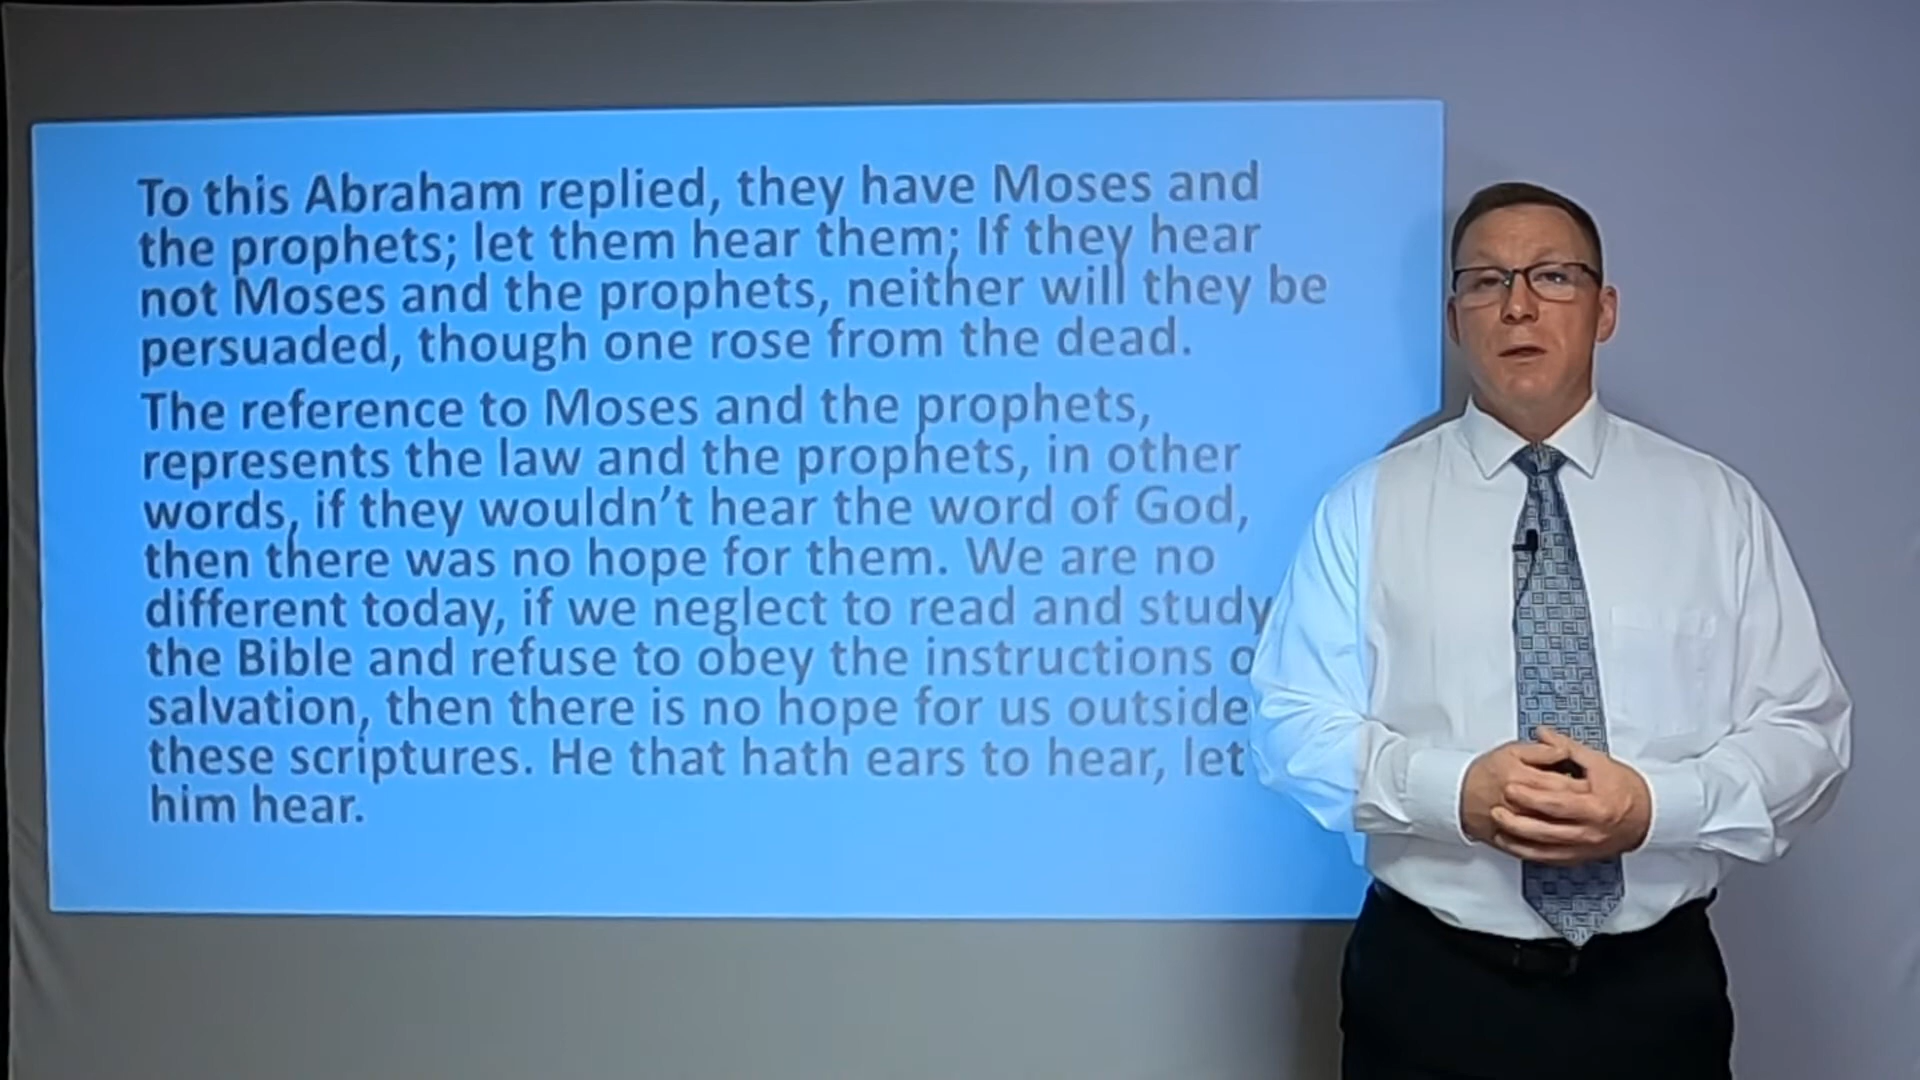 To this Abraham replied, they have Moses and
the prophets; let them hear them; If they hear
not Moses and the prophets, neither will they be
persuaded, though one rose from the dead.
The reference to Moses and the prophets,
represents the law and the prophets, in other
words, if they wouldn't hear the word of God,
then there was no hope for them. We are no
different today, if we neglect to read and study
the Bible and refuse to obey the instructions
salvation, then there is no hope for us outside
these scriptures. He that hath ears to hear, let
him hear.